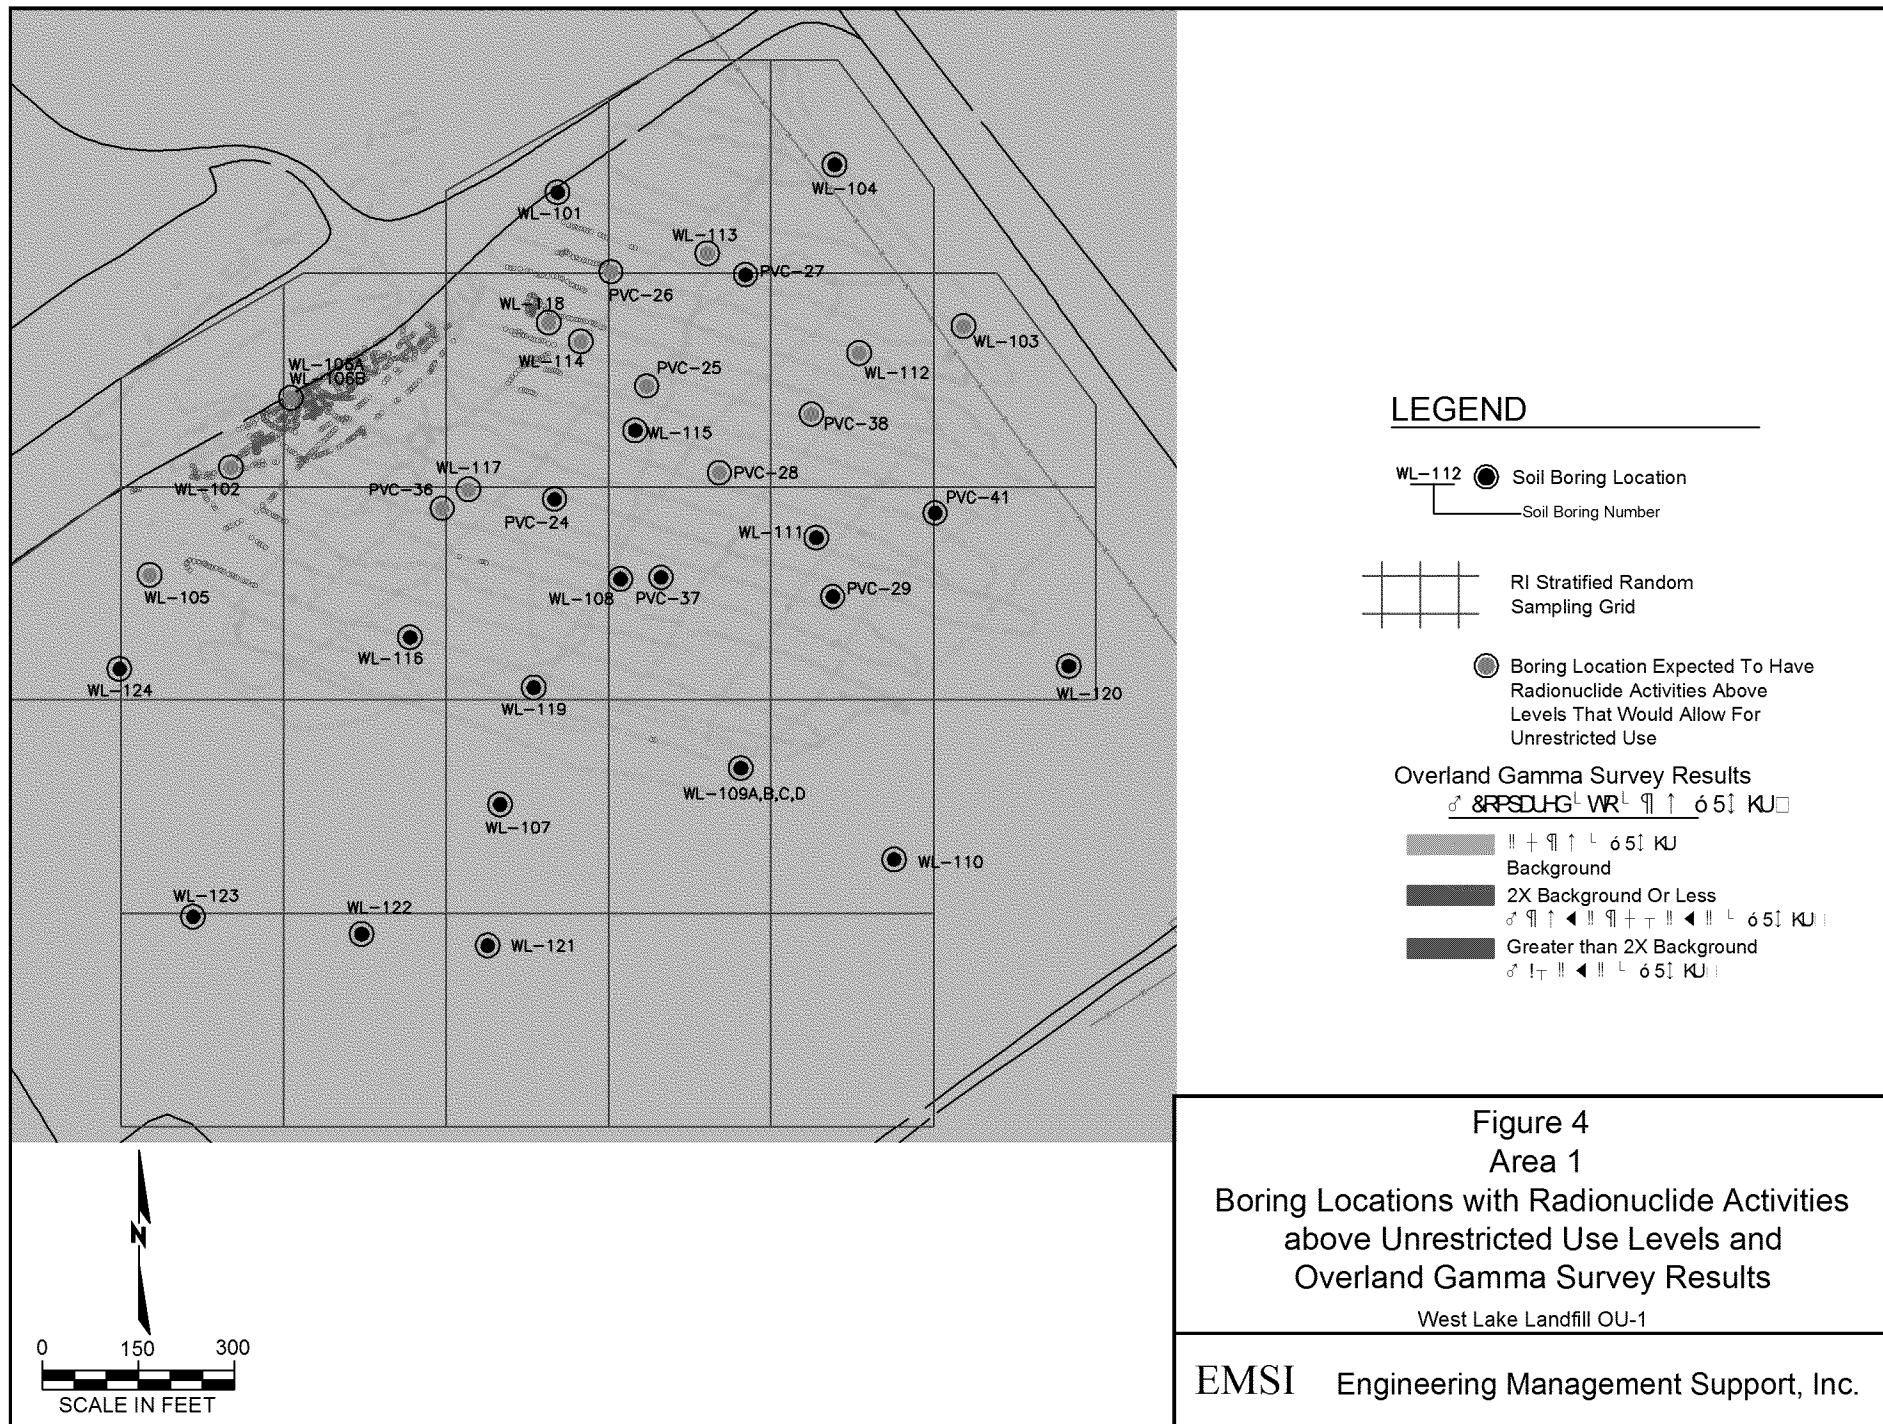 WL-104
WL-101
WL-113
PVC-27
PVC-26
WL-118
WL-103
WL-114
WL-112
WL-106A
WL-106B
PVC-25
PVC-38
WL-115
WL-117
PVC-28
WL-102
PVC-36
PVC-24
PVC-41
WL-111
WL-105
WL-108
PVC-37
PVC-29
WL-116
WL-124
WL-119
WL-120
WL-109A,B,C,D
WL-107
WL-110
WL-123
WL-122
WL-121
N
0 150 300
SCALE IN FEET
LEGEND
WL-112 Soil Boring Location
Soil Boring Number
RI Stratified Random
Sampling Grid
Boring Location Expected To Have
Radionuclide Activities Above
Levels That Would Allow For
Unrestricted Use
Overland Gamma Survey Results
Background
2X Background Or Less
Greater than 2X Background
Figure 4
Area 1
Boring Locations with Radionuclide Activities
above Unrestricted Use Levels and
Overland Gamma Survey Results
West Lake Landfill OU-1
EMSI Engineering Management Support, Inc.